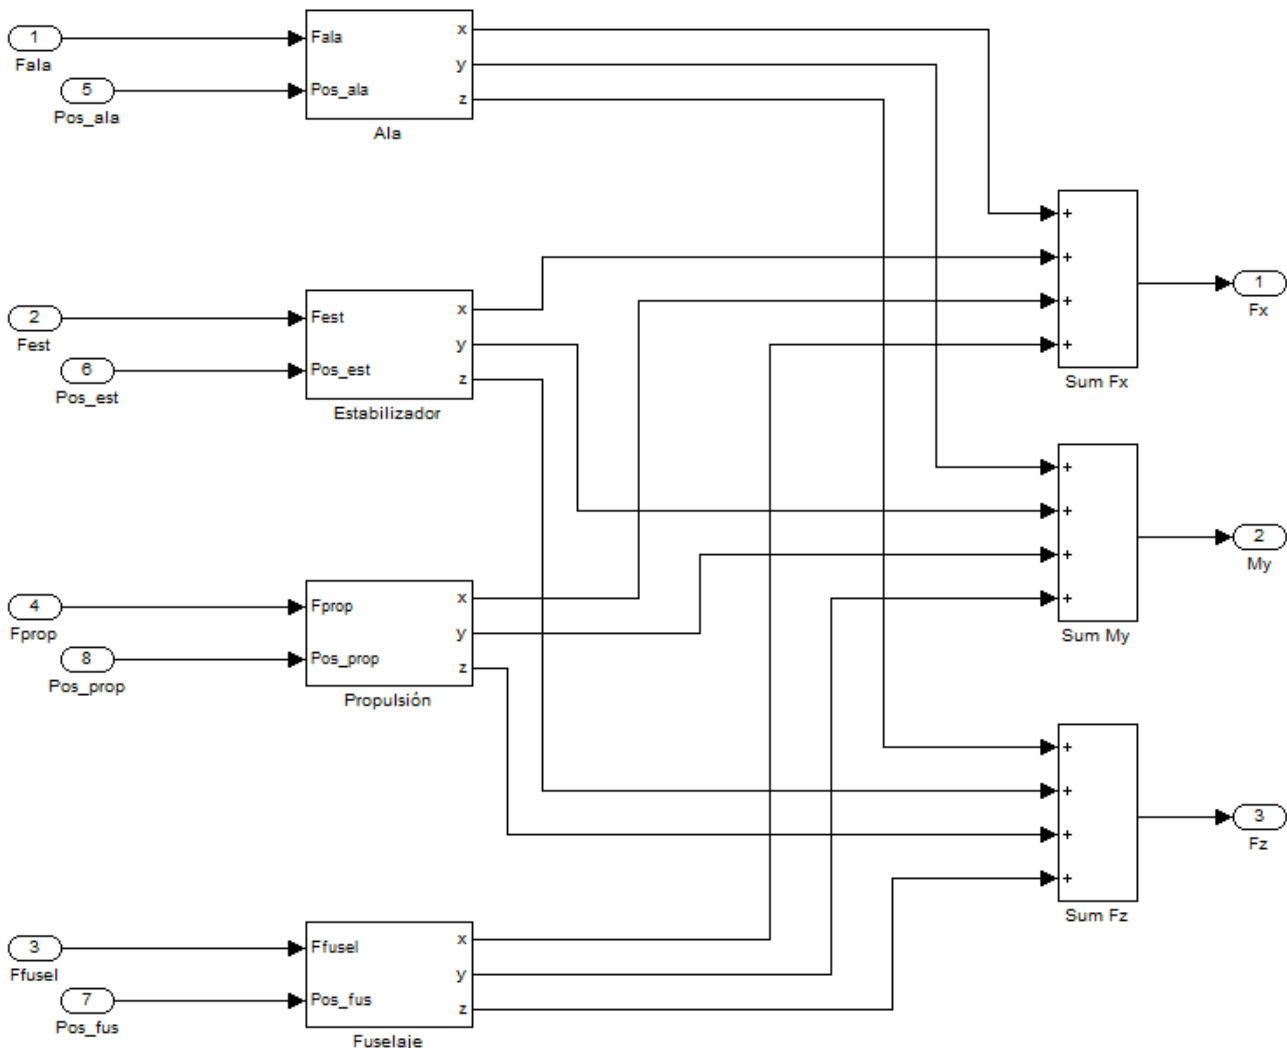 1
Fala
5
Pos_ala
Fala
Pos_ala
x
y
z
Ala
2
Fest
6
Pos_est
Fest
Pos_est
x
y
z
Estabilizador
4
Fprop
8
Pos_prop
Fprop
Pos_prop
x
y
z
Propulsión
3
Ffusel
7
Pos_fus
Ffusel
Pos_fus
x
y
z
Fuselaje
+
+
+
+
Sum Fx
1
Fx
+
+
+
+
Sum My
2
My
+
+
+
+
Sum Fz
3
Fz